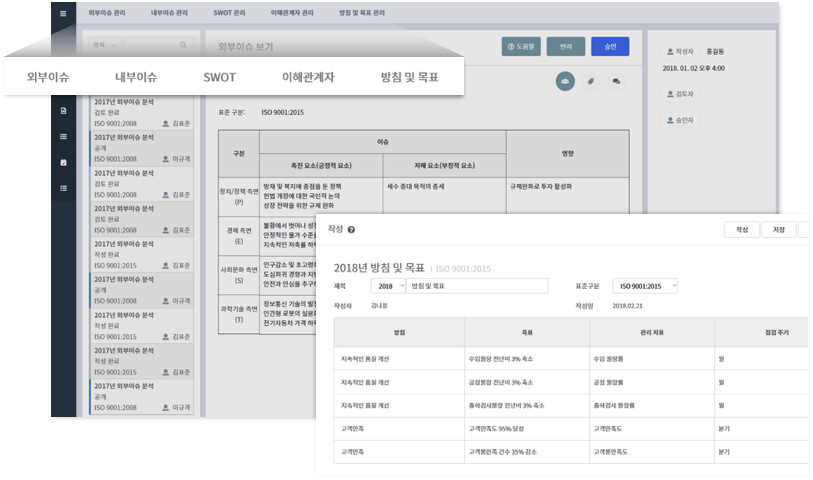 외부이슈 관리 내부이슈 관리 SWOT 관리 이해관계자 관리 방침 및 목표 관리
제목
외부이슈 보기
도움말 반려 승인
작성자 홍길동
2018. 01. 02 오후 4:00
검토자
승인자
외부이슈 내부이슈 SWOT 이해관계자 방침 및 목표
2017년 외부이슈 분석
검토 완료
ISO 9001:2008 김표준
2017년 외부이슈 분석
공개
ISO 9001:2008 이규격
2017년 외부이슈 분석
검토 완료
ISO 9001:2008 김표준
2017년 외부이슈 분석
검토 완료
ISO 9001:2008 김표준
2017년 외부이슈 분석
작성 완료
ISO 9001:2015 김표준
2017년 외부이슈 분석
공개
ISO 9001:2008 이규격
2017년 외부이슈 분석
작성 완료
ISO 9001:2015 김표준
2017년 외부이슈 분석
작성 완료
ISO 9001:2015 김표준
2017년 외부이슈 분석
공개
ISO 9001:2008 이규격
표준 구분: ISO 9001:2015
구분 이슈 영향
촉진 요소(긍정적 요소) 저해 요소(부정적 요소)
정치/정책 측면
(P)
방재 및 복지에 중점을 둔 정책
헌법 개정에 대한 국민적 논의
성장 전략을 위한 규제 완화
세수 증대 목적의 증세
규제완화로 투자 활성화
경제 측면
(E)
불황에서 벗어나
안정적인 물가 수준을
지속적인 저축률
사회문화 측면
(S)
인구감소 및 초고령화
도심회귀 경향과
안전과 안심을
과학기술 측면
(T)
정보통신 기술의
인간형 로봇의
전기자동차 가격
작성
작성 저장
2018년 방침 및 목표 | ISO 9001:2015
제목 2018 방침 및 목표 표준구분 ISO 9001:2015
작성자 김나장 작성일 2018.02.21
방침 목표 관리 지표 점검 주기
지속적인 품질 개선 수입불량 전년비 3% 축소 수입 불량률 월
지속적인 품질 개선 공정불량 전년비 3% 축소 공정 불량률 월
지속적인 품질 개선 출하검사불량 전년비 3% 축소 출하검사 불량률 월
고객만족 고객만족도 95% 달성 고객만족도 분기
고객만족 고객불만족 건수 35% 감소 고객불만족도 분기